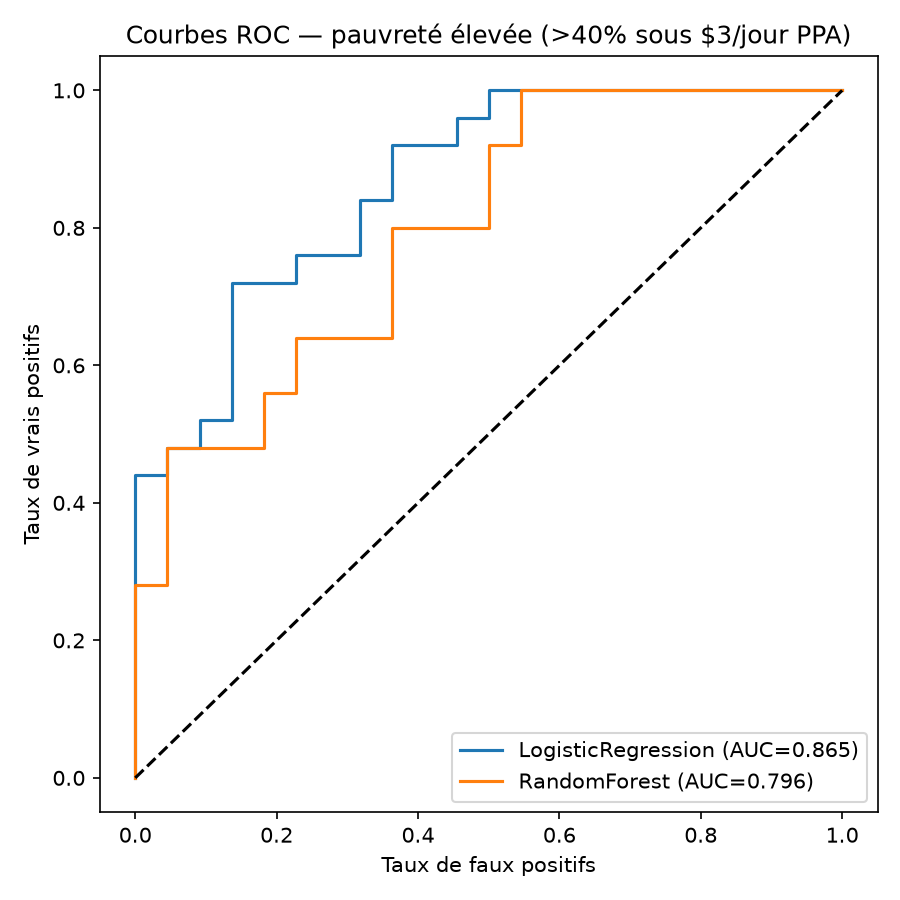 Courbes ROC — pauvreté élevée (>40% sous $3/jour PPA)
1.0
0.8
0.6
0.4
0.2
0.0
Taux de vrais positifs
LogisticRegression (AUC=0.865)
RandomForest (AUC=0.796)
0.0 0.2 0.4 0.6 0.8 1.0
Taux de faux positifs